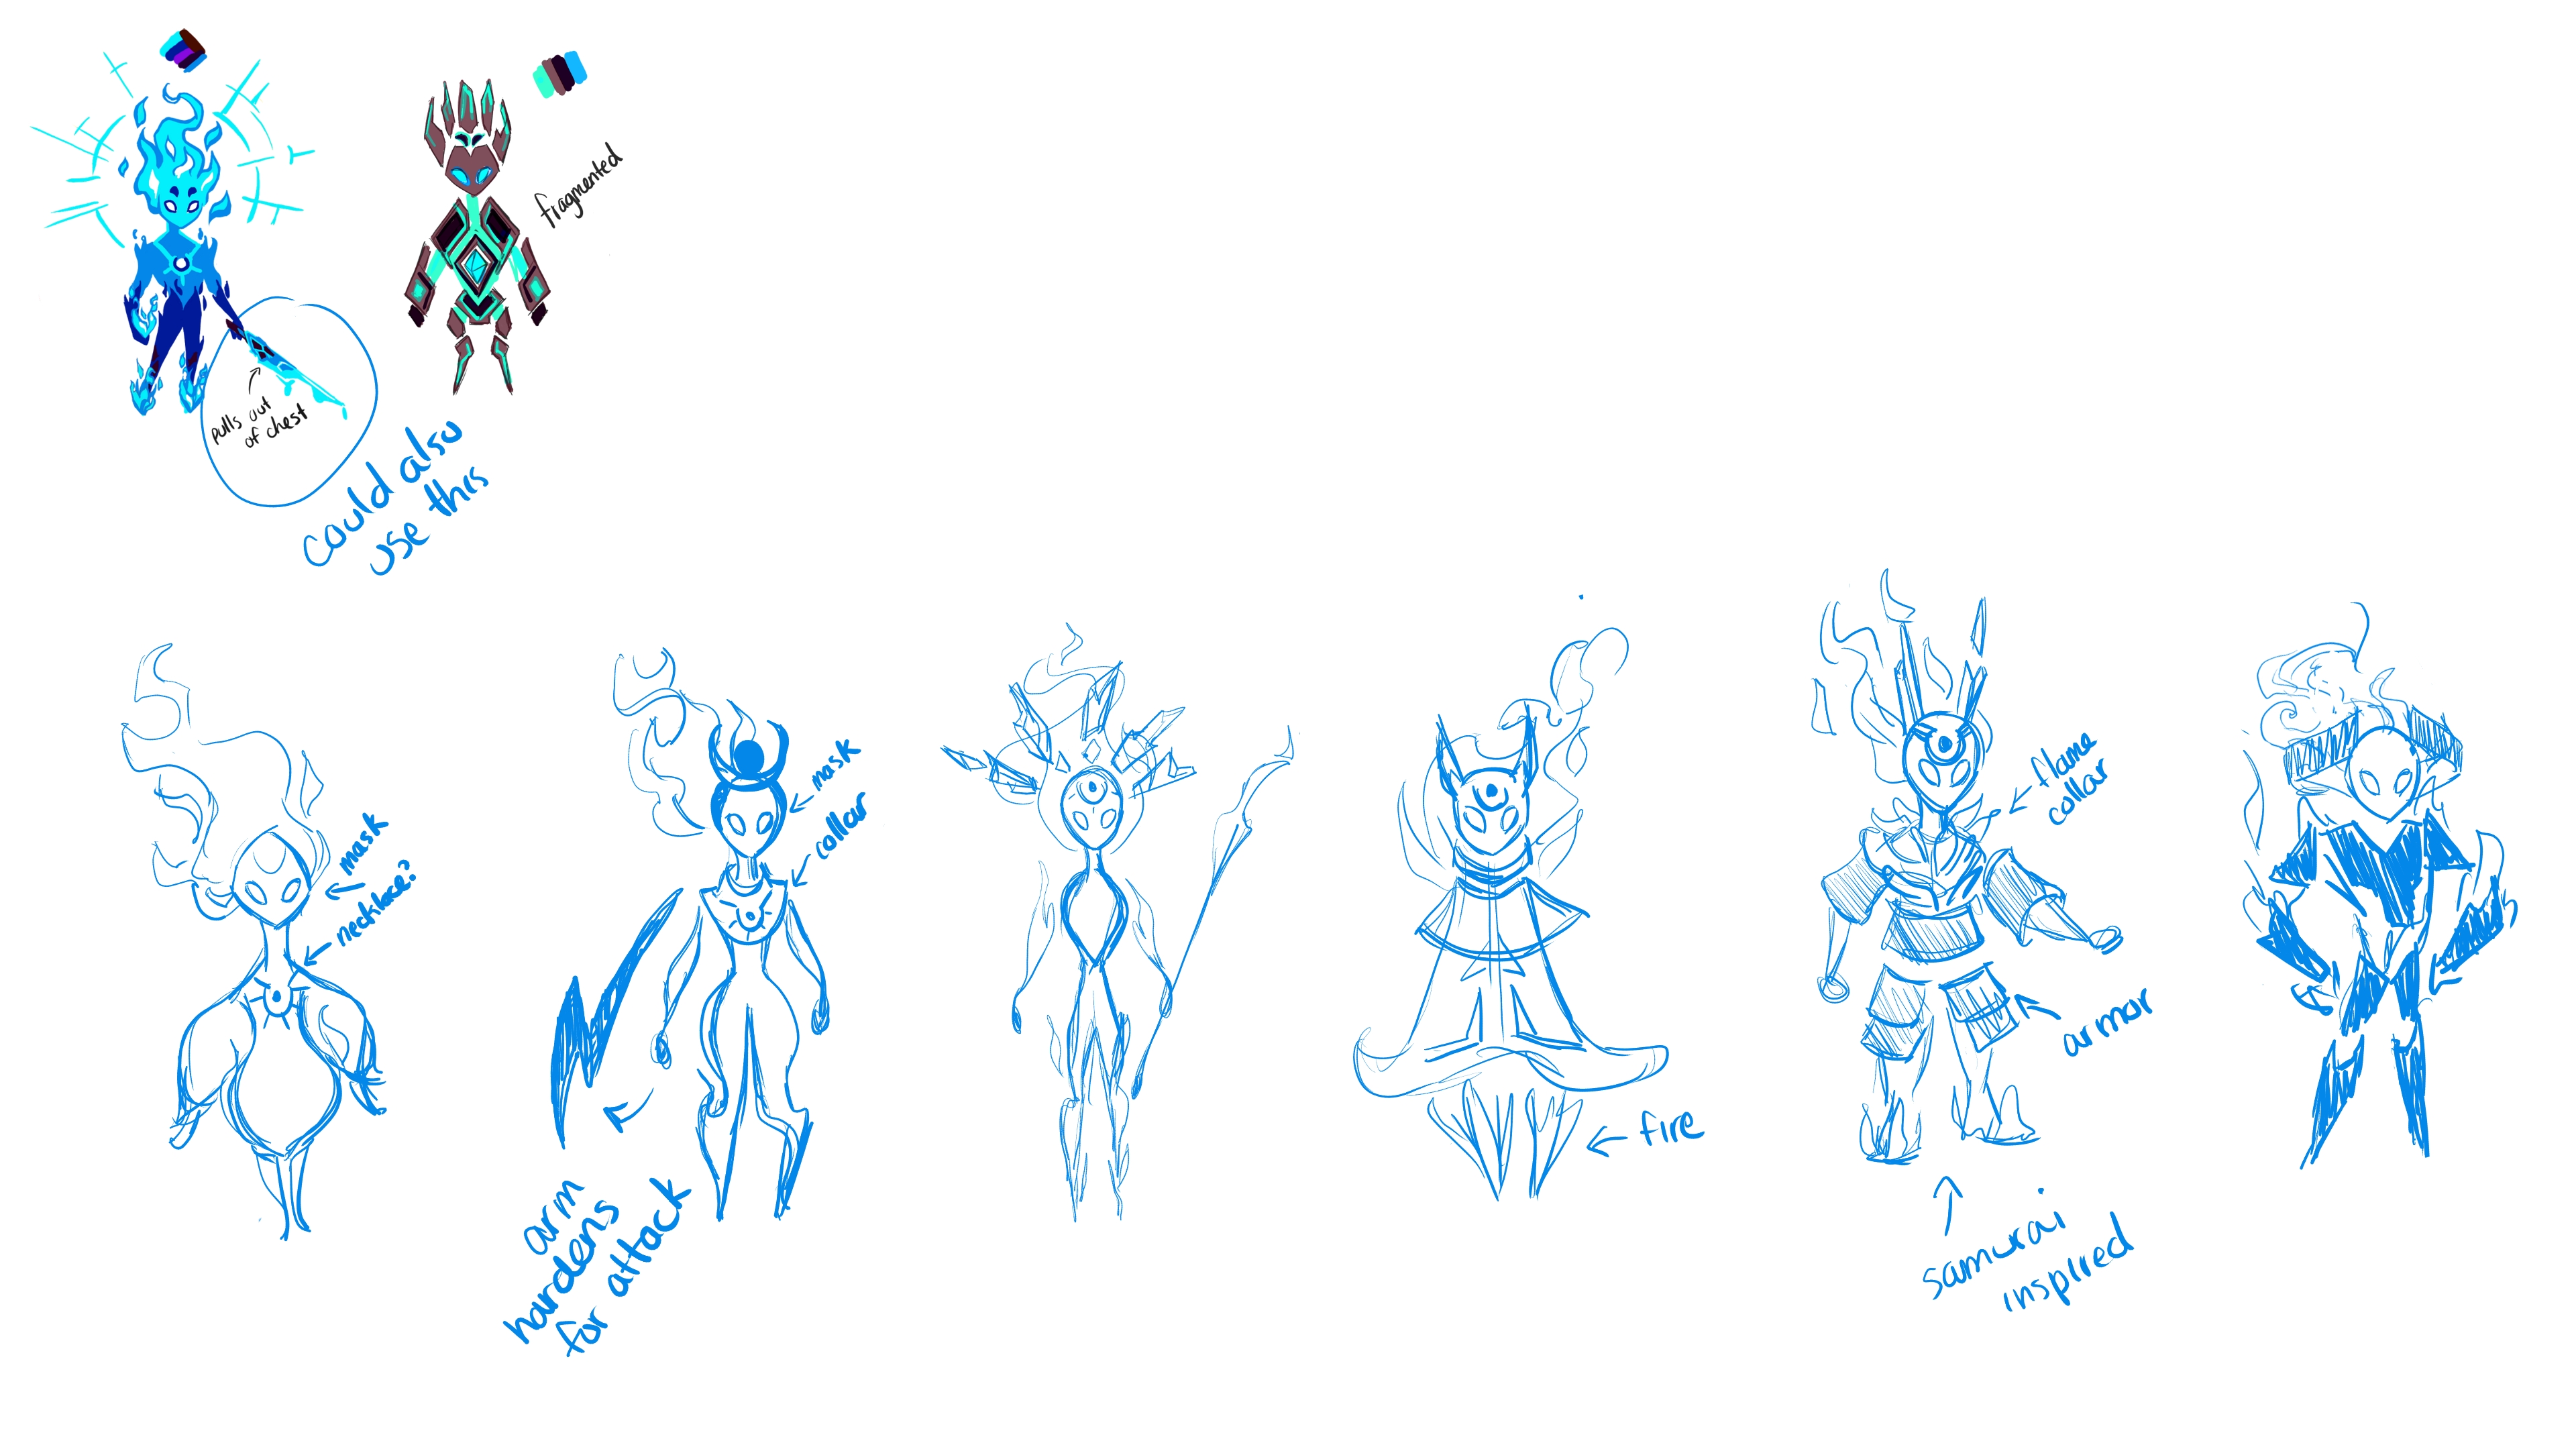 fragmented
pulls out
of chest
could also
use this
mask
necklace?
mask
collar
arm
hardens
for attack
fire
flame
collar
armor
samurai
inspired